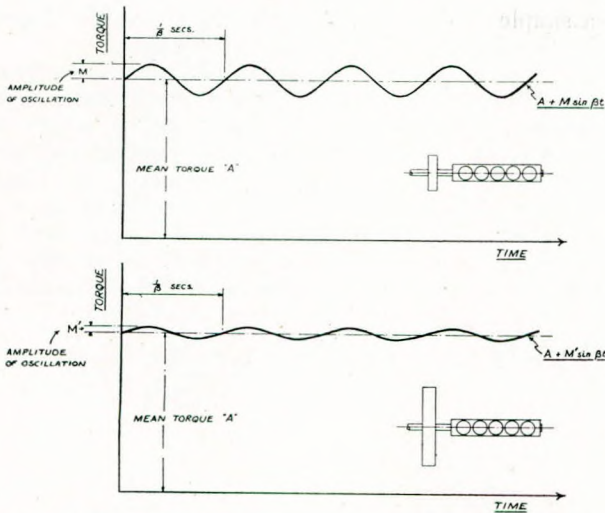 TORQUE
1/β SECS.
M
AMPLITUDE
OF OSCILLATION
A + M sin βt
MEAN TORQUE "A"
TIME
TORQUE
1/β SECS.
M'
AMPLITUDE
OF OSCILLATION
A + M' sin βt
MEAN TORQUE "A"
TIME